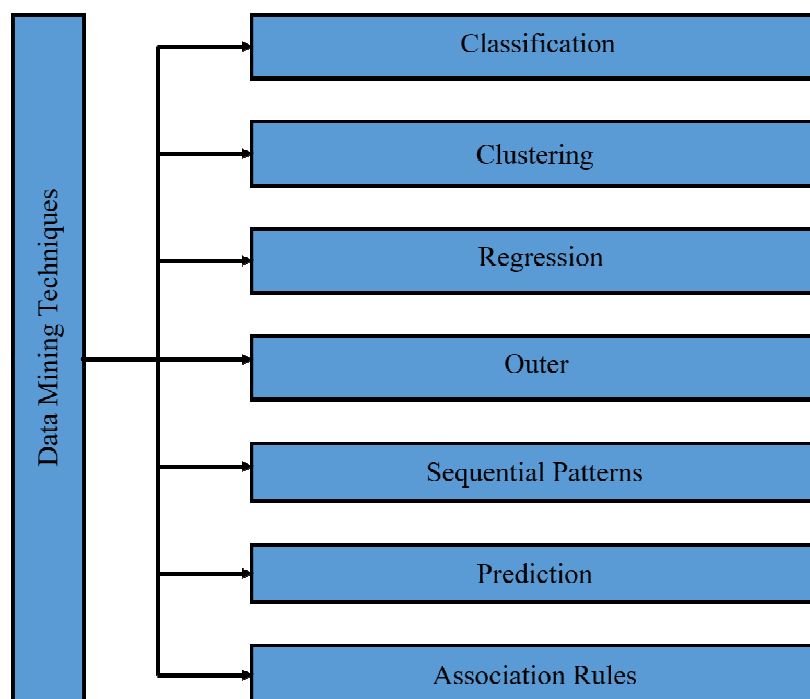 Data Mining Techniques
Classification
Clustering
Regression
Outer
Sequential Patterns
Prediction
Association Rules